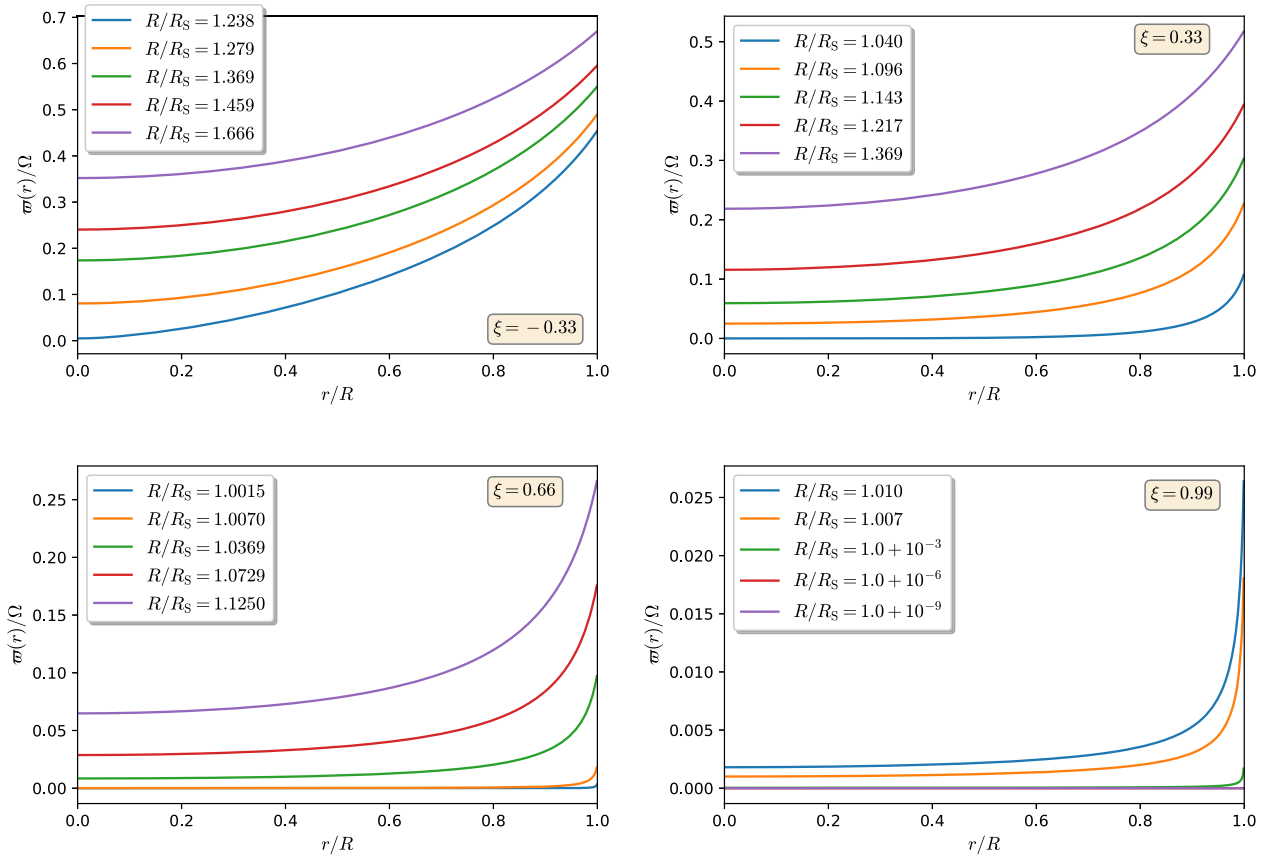 R/R_S = 1.238
R/R_S = 1.279
R/R_S = 1.369
R/R_S = 1.459
R/R_S = 1.666
ξ = − 0.33
0.7
0.6
0.5
0.4
0.3
0.2
0.1
0.0
ϖ(r)/Ω
0.0 0.2 0.4 0.6 0.8 1.0
r/R
R/R_S = 1.040
R/R_S = 1.096
R/R_S = 1.143
R/R_S = 1.217
R/R_S = 1.369
ξ = 0.33
0.5
0.4
0.3
0.2
0.1
0.0
ϖ(r)/Ω
0.0 0.2 0.4 0.6 0.8 1.0
r/R
R/R_S = 1.0015
R/R_S = 1.0070
R/R_S = 1.0369
R/R_S = 1.0729
R/R_S = 1.1250
ξ = 0.66
0.25
0.20
0.15
0.10
0.05
0.00
ϖ(r)/Ω
0.0 0.2 0.4 0.6 0.8 1.0
r/R
R/R_S = 1.010
R/R_S = 1.007
R/R_S = 1.0 + 10⁻³
R/R_S = 1.0 + 10⁻⁶
R/R_S = 1.0 + 10⁻⁹
ξ = 0.99
0.025
0.020
0.015
0.010
0.005
0.000
ϖ(r)/Ω
0.0 0.2 0.4 0.6 0.8 1.0
r/R